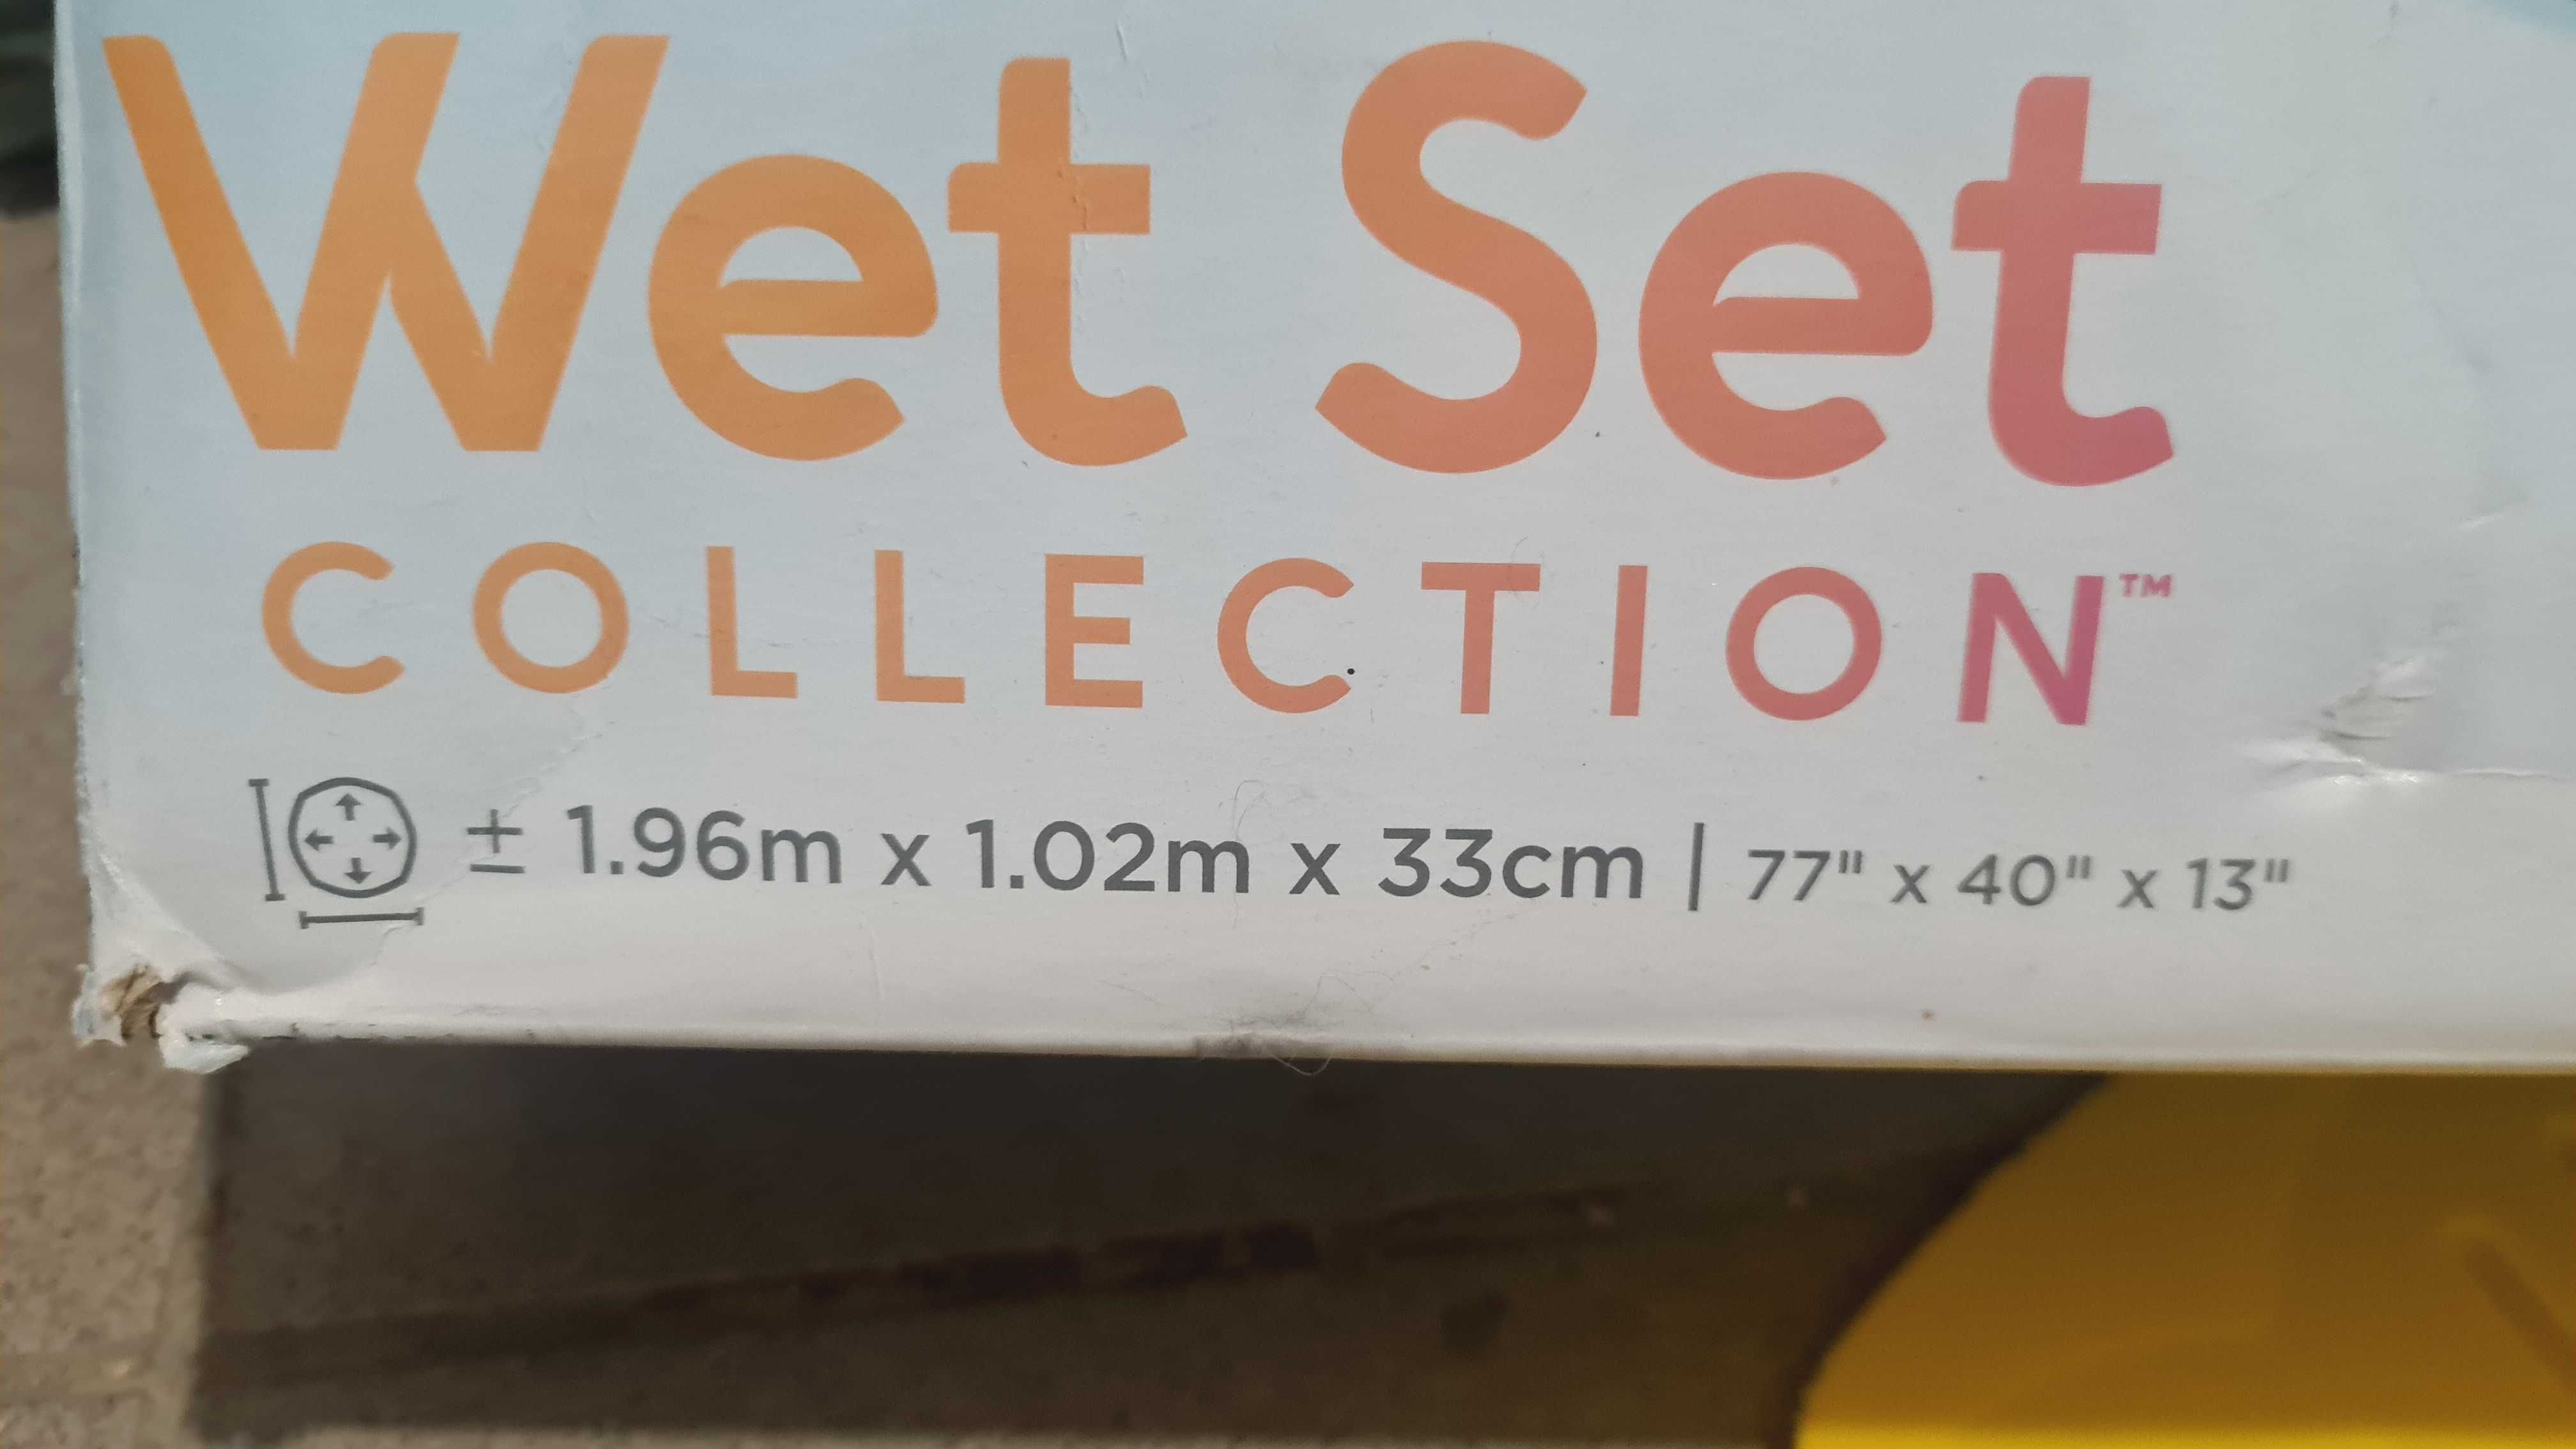 Wet Set
COLLECTION™
± 1.96m x 1.02m x 33cm | 77" x 40" x 13"